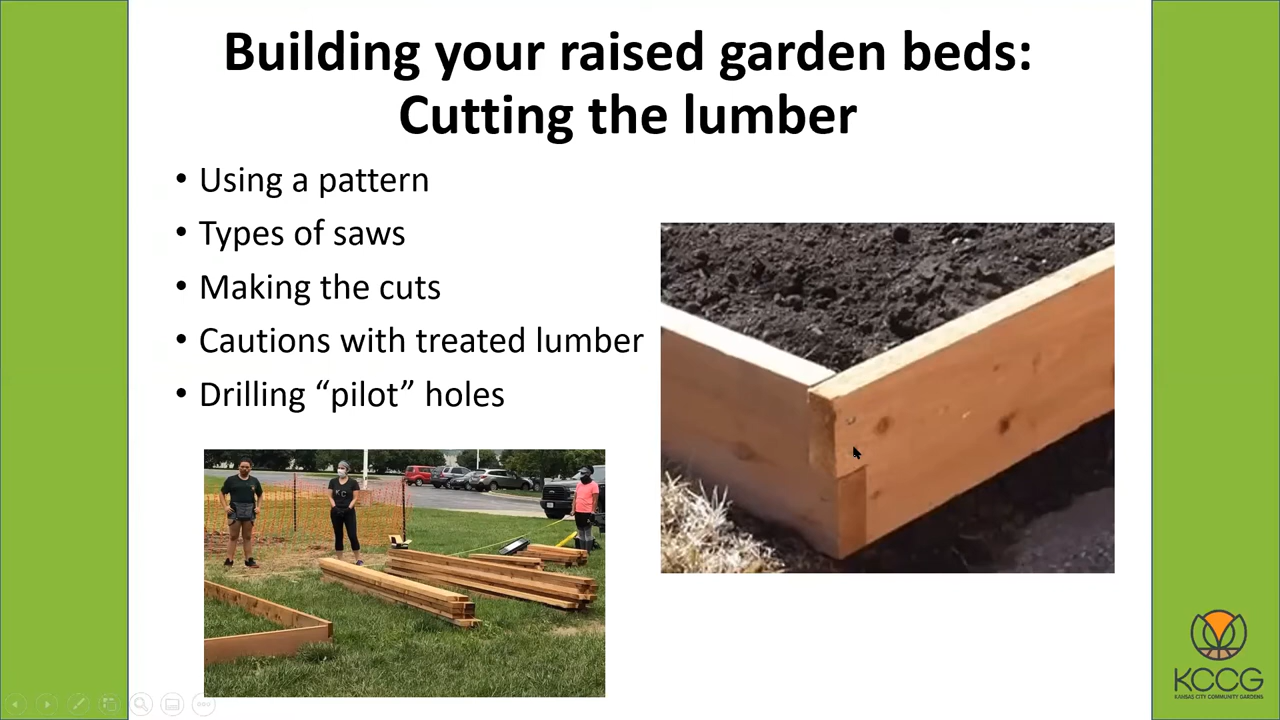 Building your raised garden beds:
Cutting the lumber
• Using a pattern
• Types of saws
• Making the cuts
• Cautions with treated lumber
• Drilling “pilot” holes
KC
KCCG
KANSAS CITY COMMUNITY GARDENS